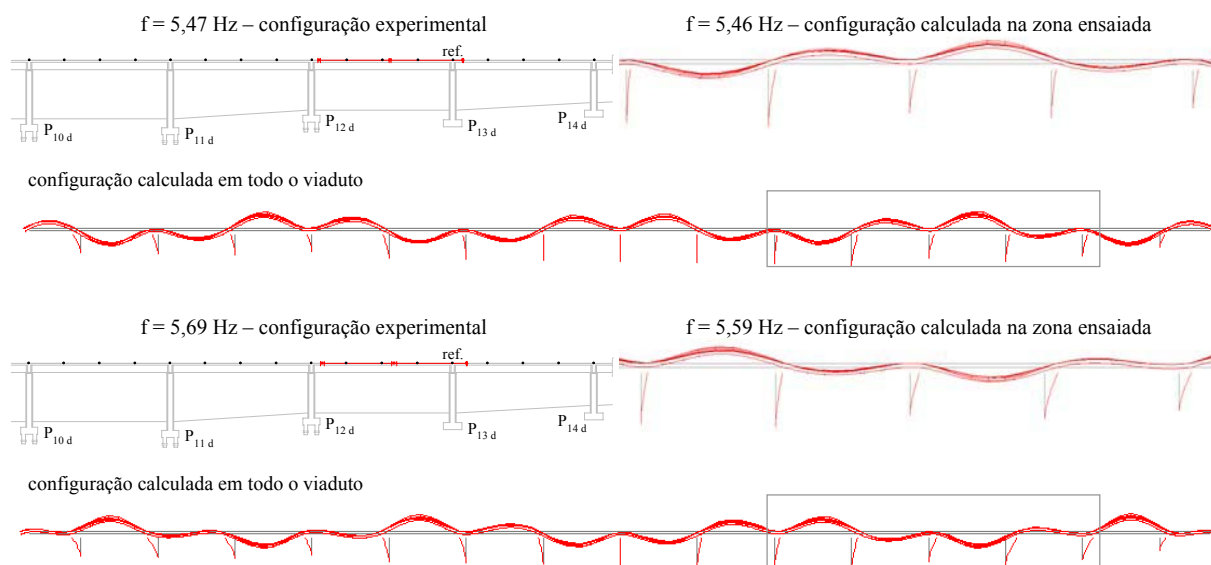 f = 5,47 Hz – configuração experimental
f = 5,46 Hz – configuração calculada na zona ensaiada
ref.
P10 d
P11 d
P12 d
P13 d
P14 d
configuração calculada em todo o viaduto
f = 5,69 Hz – configuração experimental
f = 5,59 Hz – configuração calculada na zona ensaiada
ref.
P10 d
P11 d
P12 d
P13 d
P14 d
configuração calculada em todo o viaduto